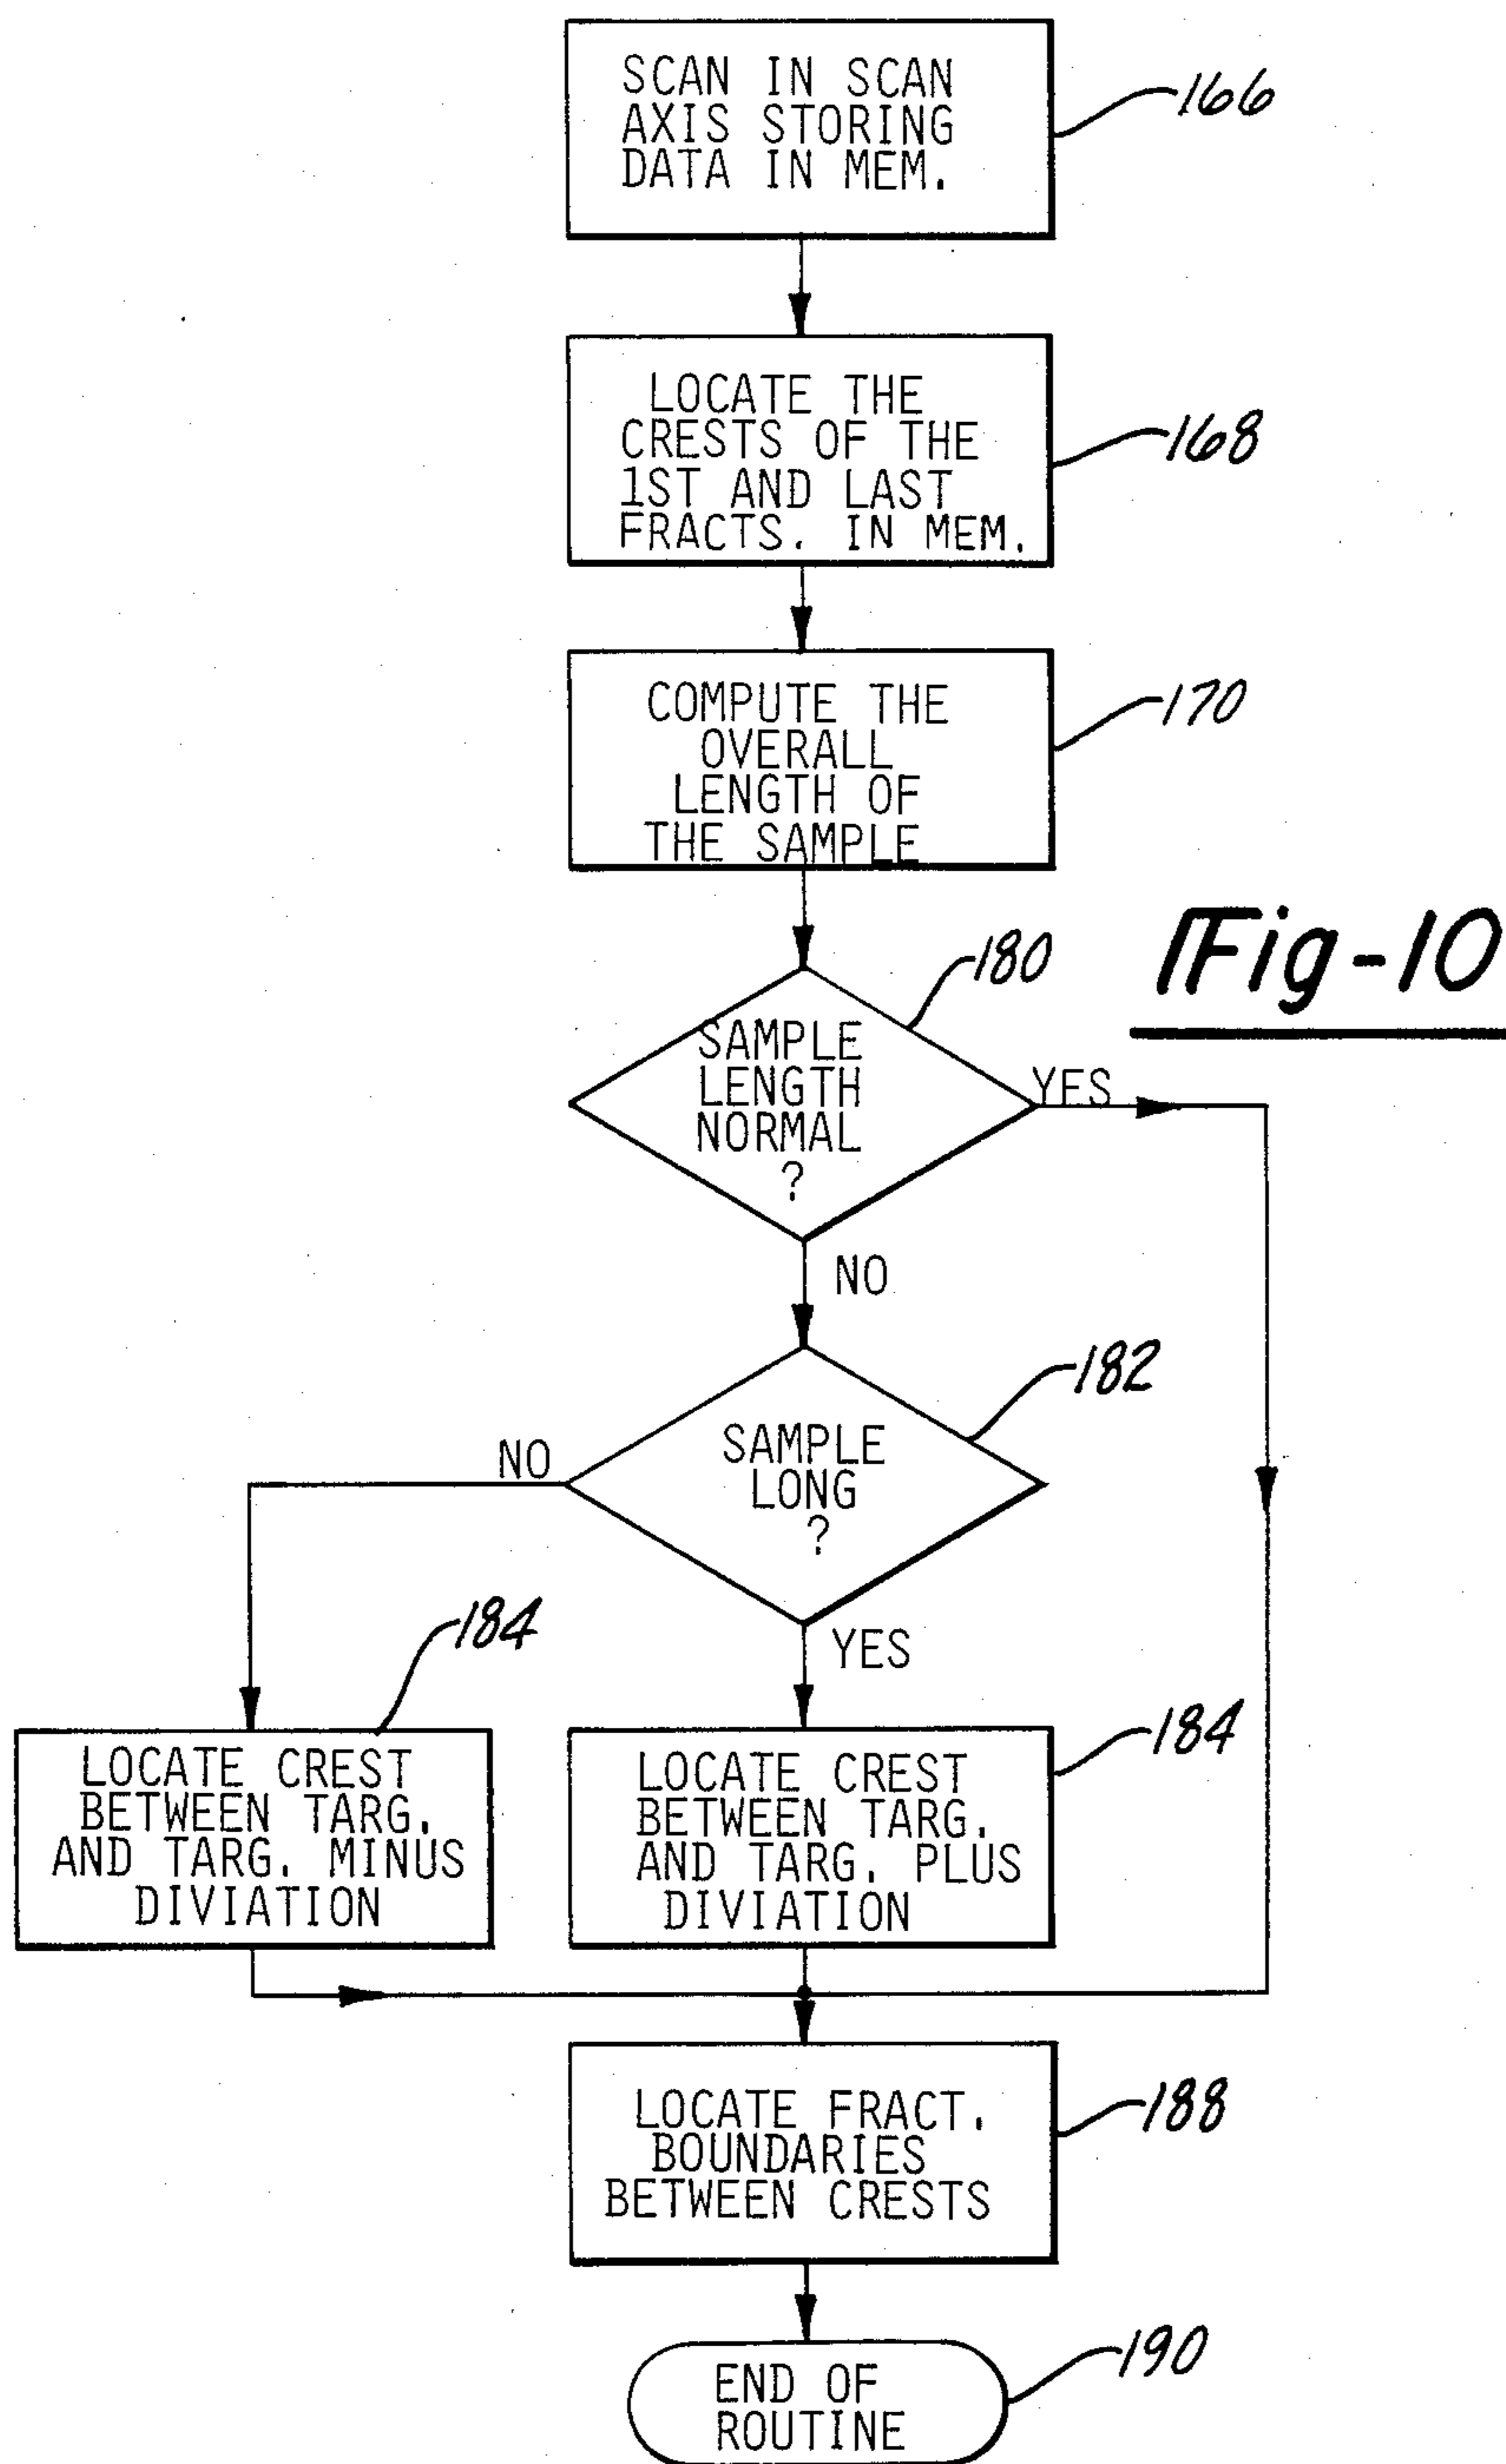 SCAN IN SCAN
AXIS STORING
DATA IN MEM.
166
LOCATE THE
CRESTS OF THE
1ST AND LAST
FRACTS. IN MEM.
168
COMPUTE THE
OVERALL
LENGTH OF
THE SAMPLE
170
Fig-10
180
SAMPLE
LENGTH
NORMAL
?
YES
NO
182
SAMPLE
LONG
?
NO
YES
184
LOCATE CREST
BETWEEN TARG.
AND TARG. MINUS
DIVIATION
184
LOCATE CREST
BETWEEN TARG.
AND TARG. PLUS
DIVIATION
188
LOCATE FRACT.
BOUNDARIES
BETWEEN CRESTS
190
END OF
ROUTINE